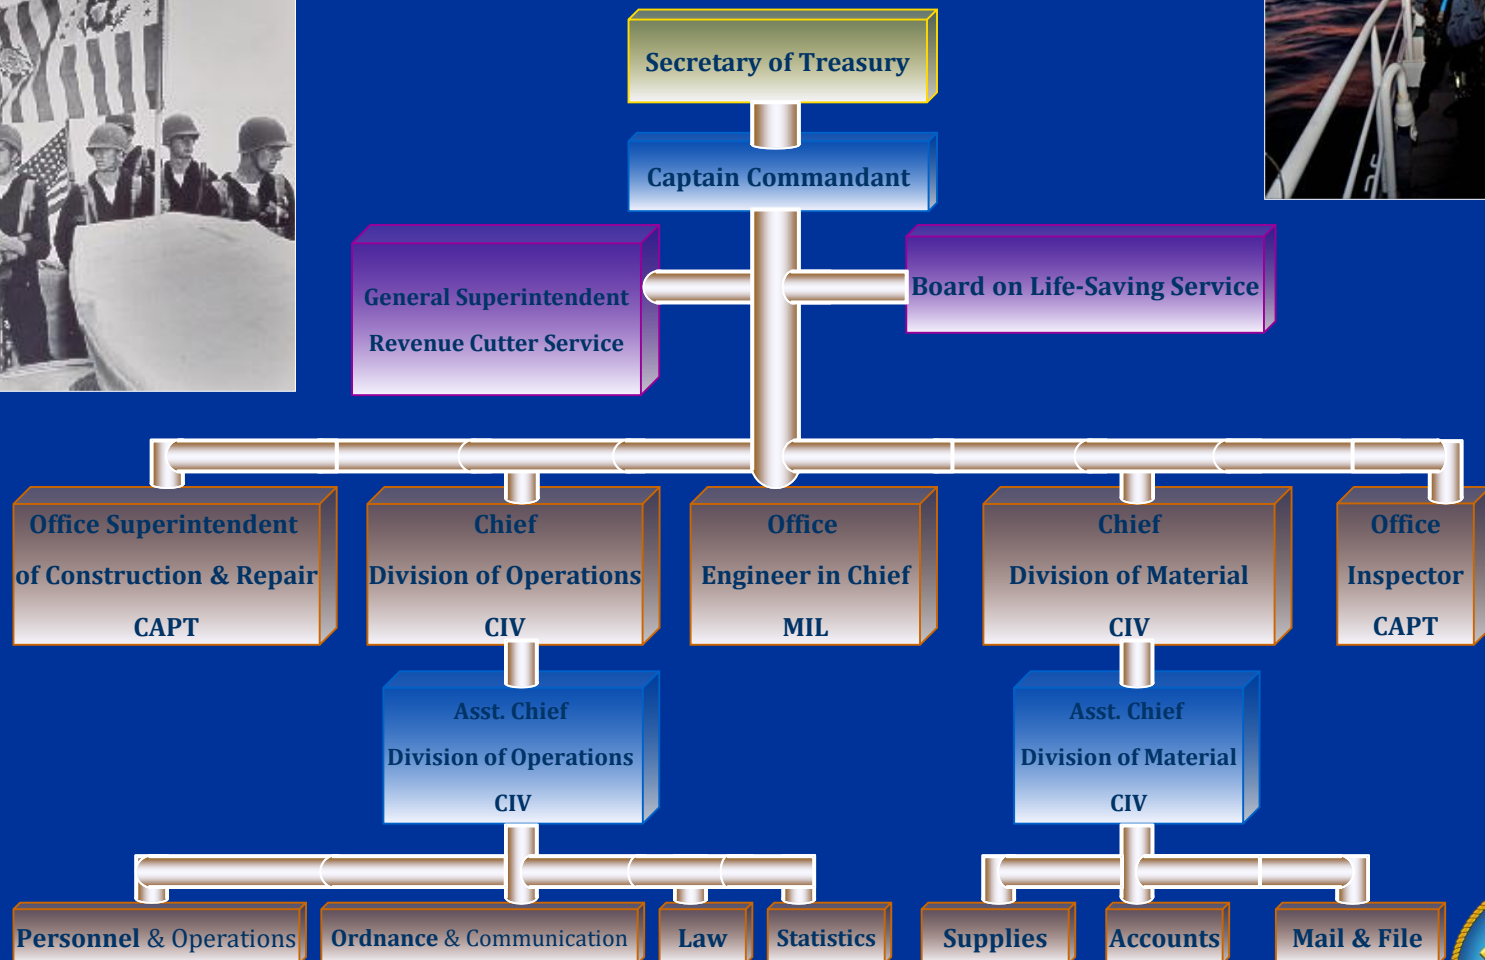 Secretary of Treasury
Captain Commandant
General Superintendent
Revenue Cutter Service
Board on Life-Saving Service
Office Superintendent
of Construction & Repair
CAPT
Chief
Division of Operations
CIV
Office
Engineer in Chief
MIL
Chief
Division of Material
CIV
Office
Inspector
CAPT
Asst. Chief
Division of Operations
CIV
Asst. Chief
Division of Material
CIV
Personnel & Operations
Ordnance & Communication
Law
Statistics
Supplies
Accounts
Mail & File